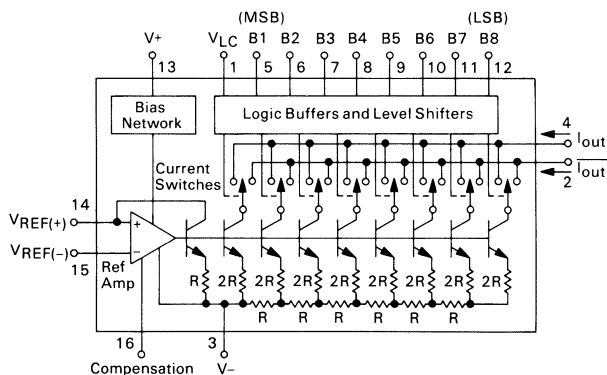 (MSB) (LSB)
V+ VLC B1 B2 B3 B4 B5 B6 B7 B8
13 1 5 6 7 8 9 10 11 12
Bias Network
Logic Buffers and Level Shifters
4
Iout
Iout
2
Current Switches
14
VREF(+)
+
VREF(−)
−
15
Ref Amp
R 2R 2R 2R 2R 2R 2R 2R 2R
R R R R R R
16 3
Compensation V−